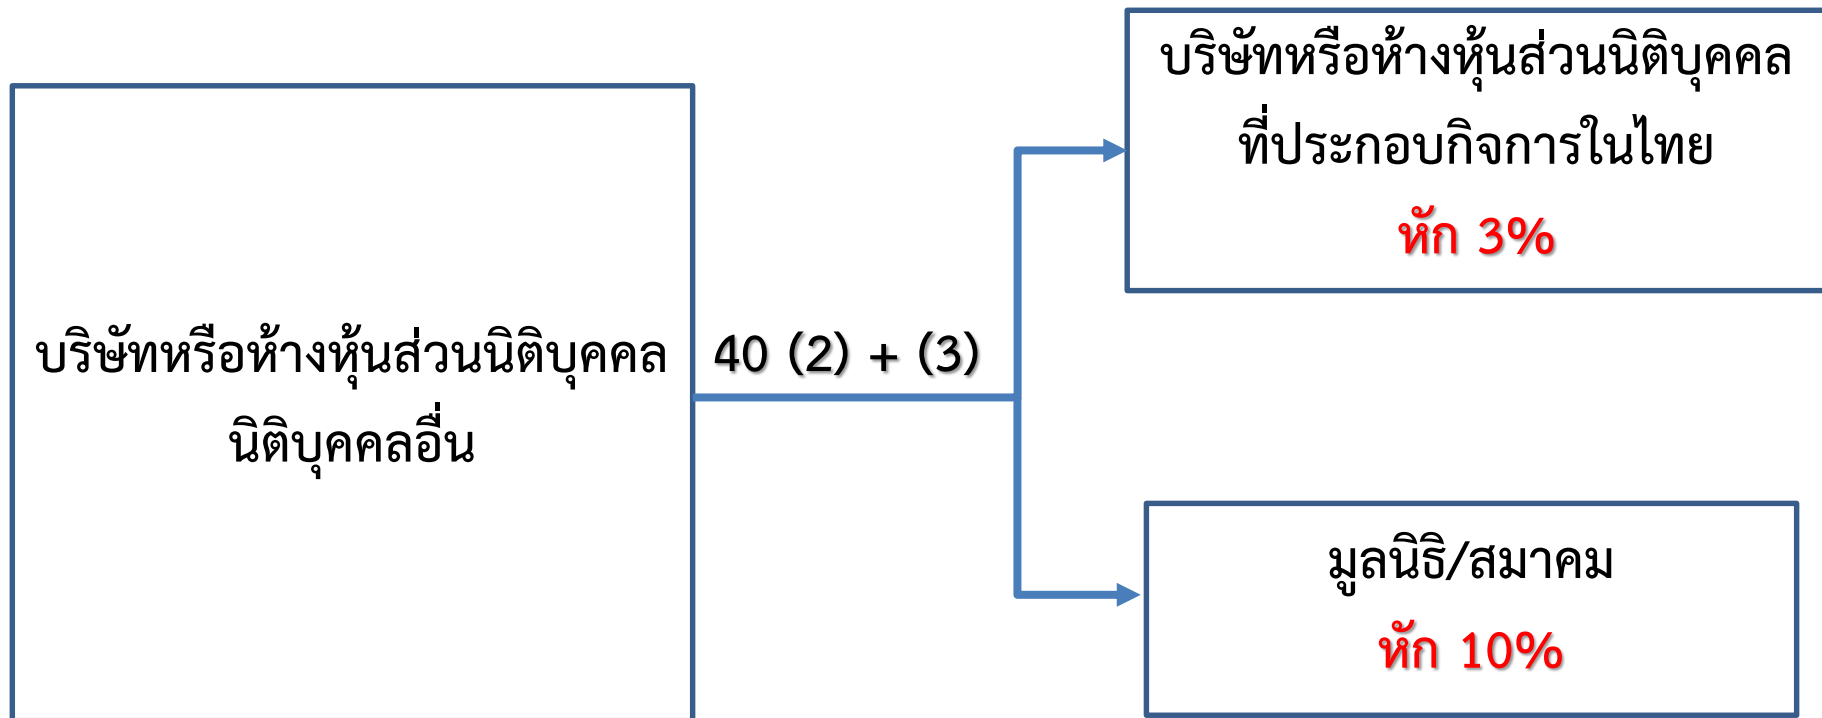 บริษัทหรือห้างหุ้นส่วนนิติบุคคล
นิติบุคคลอื่น
40 (2) + (3)
บริษัทหรือห้างหุ้นส่วนนิติบุคคล
ที่ประกอบกิจการในไทย
หัก 3%
มูลนิธิ/สมาคม
หัก 10%